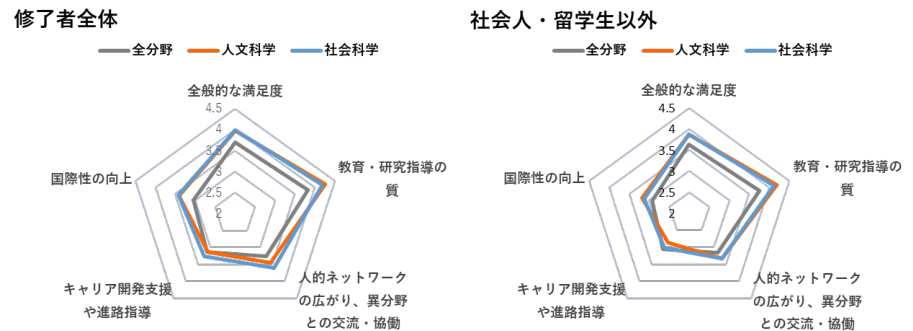 修了者全体
全分野 人文科学 社会科学
全般的な満足度
4.5
4
3.5
3
2.5
2
教育・研究指導の
質
人的ネットワーク
の広がり、異分野
との交流・協働
キャリア開発支援
や進路指導
国際性の向上
社会人・留学生以外
全分野 人文科学 社会科学
全般的な満足度
4.5
4
3.5
3
2.5
2
教育・研究指導の
質
人的ネットワーク
の広がり、異分野
との交流・協働
キャリア開発支援
や進路指導
国際性の向上